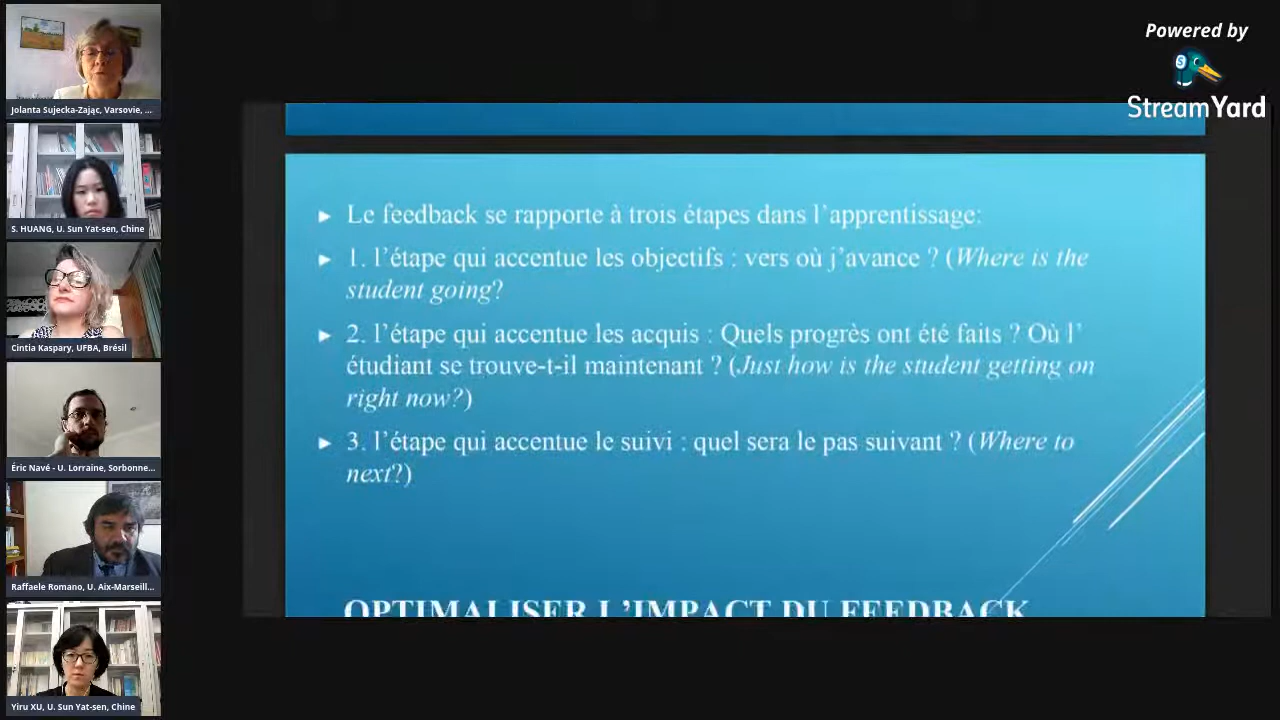 Powered by
StreamYard
Jolanta Sujecka-Zając, Varsovie, ...
S. HUANG, U. Sun Yat-sen, Chine
Cintia Kaspary, UFBA, Brésil
Éric Navé - U. Lorraine, Sorbonne...
Raffaele Romano, U. Aix-Marseill...
Yiru XU, U. Sun Yat-sen, Chine
Le feedback se rapporte à trois étapes dans l’apprentissage:
1. l’étape qui accentue les objectifs : vers où j’avance ? (Where is the
student going?
2. l’étape qui accentue les acquis : Quels progrès ont été faits ? Où l’
étudiant se trouve-t-il maintenant ? (Just how is the student getting on
right now?)
3. l’étape qui accentue le suivi : quel sera le pas suivant ? (Where to
next?)
OPTIMALISER L’IMPACT DU FEEDBACK